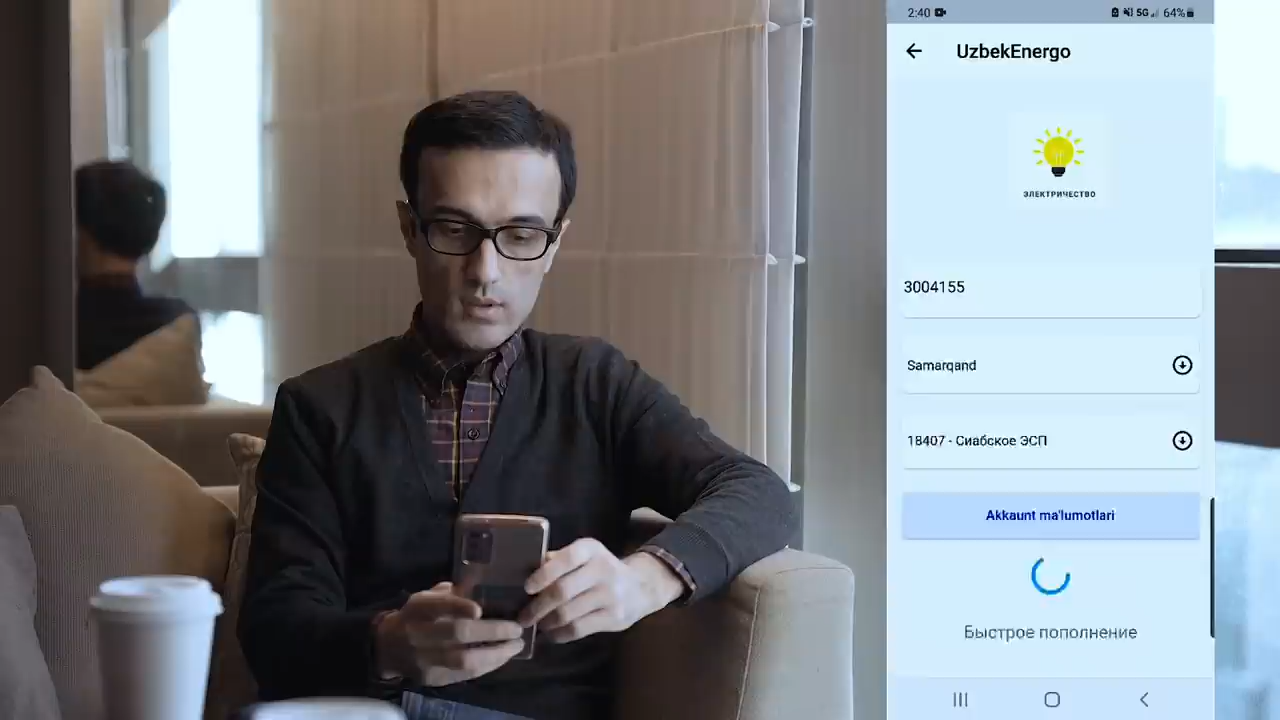 2:40
5G 64%
UzbekEnergo
ЭЛЕКТРИЧЕСТВО
3004155
Samarqand
18407 - Сиабское ЭСП
Akkaunt ma'lumotlari
Быстрое пополнение